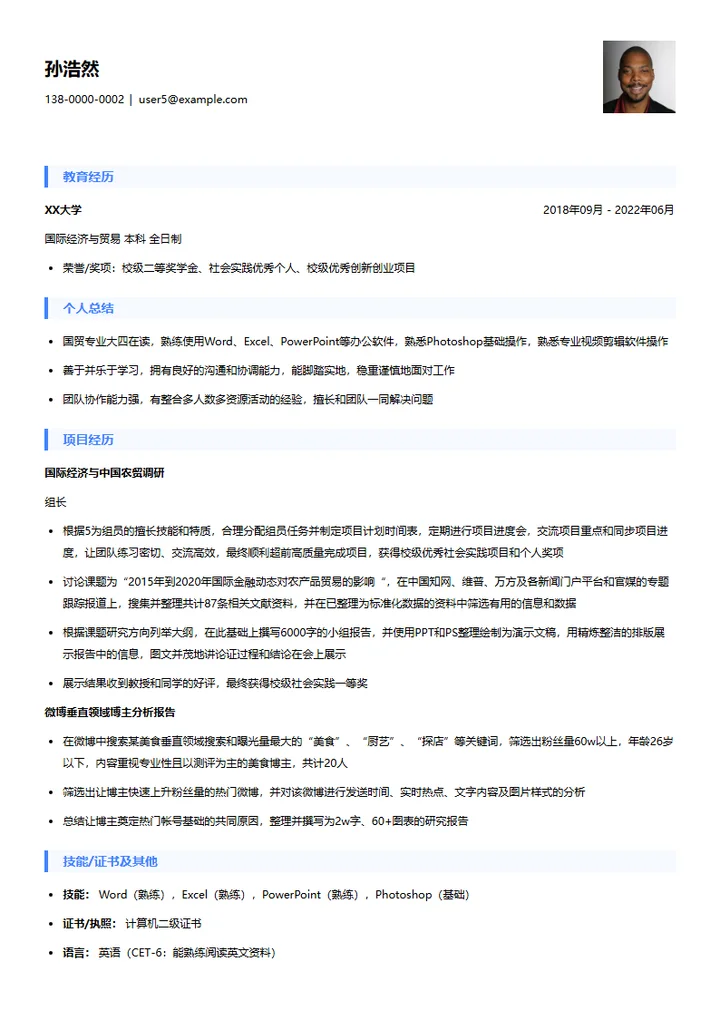 孙浩然
138-0000-0002 | user5@example.com
教育经历
XX大学 2018年09月 - 2022年06月
国际经济与贸易 本科 全日制
• 荣誉/奖项：校级二等奖学金、社会实践优秀个人、校级优秀创新创业项目
个人总结
• 国贸专业大四在读，熟练使用Word、Excel、PowerPoint等办公软件，熟悉Photoshop基础操作，熟悉专业视频剪辑软件操作
• 善于并乐于学习，拥有良好的沟通和协调能力，能脚踏实地，稳重谨慎地面对工作
• 团队协作能力强，有整合多人数多资源活动的经验，擅长和团队一同解决问题
项目经历
国际经济与中国农贸调研
组长
• 根据5为组员的擅长技能和特质，合理分配组员任务并制定项目计划时间表，定期进行项目进度会，交流项目重点和同步项目进
度，让团队练习密切、交流高效，最终顺利超前高质量完成项目，获得校级优秀社会实践项目和个人奖项
• 讨论课题为“2015年到2020年国际金融动态对农产品贸易的影响“，在中国知网、维普、万方及各新闻门户平台和官媒的专题
跟踪报道上，搜集并整理共计87条相关文献资料，并在已整理为标准化数据的资料中筛选有用的信息和数据
• 根据课题研究方向列举大纲，在此基础上撰写6000字的小组报告，并使用PPT和PS整理绘制为演示文稿，用精炼整洁的排版展
示报告中的信息，图文并茂地讲论证过程和结论在会上展示
• 展示结果收到教授和同学的好评，最终获得校级社会实践一等奖
微博垂直领域博主分析报告
• 在微博中搜索某美食垂直领域搜索和曝光量最大的“美食”、“厨艺”、“探店”等关键词，筛选出粉丝量60w以上，年龄26岁
以下，内容重视专业性且以测评为主的美食博主，共计20人
• 筛选出让博主快速上升粉丝量的热门微博，并对该微博进行发送时间、实时热点、文字内容及图片样式的分析
• 总结让博主奠定热门帐号基础的共同原因，整理并撰写为2w字、60+图表的研究报告
技能/证书及其他
• 技能： Word（熟练）, Excel（熟练）, PowerPoint（熟练）, Photoshop（基础）
• 证书/执照： 计算机二级证书
• 语言： 英语（CET-6：能熟练阅读英文资料）